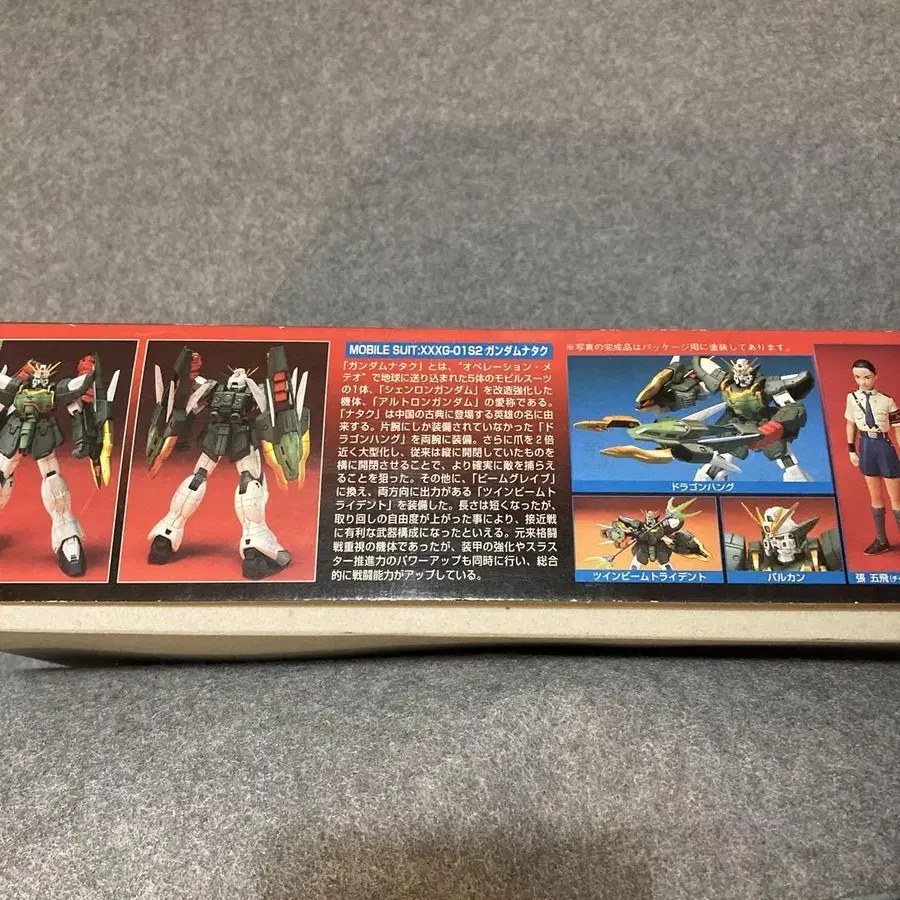 MOBILE SUIT:XXXG-01S2 ガンダムナタク
「ガンダムナタク」とは、"オペレーション・メ
テオ"で地球に送り込まれた5体のモビルスーツ
の1体、「シェンロンガンダム」を改造強化した
機体、「アルトロンガンダム」の愛称である。
「ナタク」は中国の古典に登場する英雄の名に由
来する。片腕にしか装備されていなかった「ド
ラゴンハング」を両腕に装備。さらに爪を2倍
近く大型化し、従来は縦に開閉していたものを
横に開閉させることで、より確実に敵を捕らえ
ることを狙った。その他に、「ビームグレイブ」
に換え、両方向に出力がある「ツインビームト
ライデント」を装備した。長さは短くなったが、
取り回しの自由度が上がった事により、接近戦
に有利な武器構成になったといえる。元来格闘
戦重視の機体であったが、装甲の強化やスラス
ター推進力のパワーアップも同時に行い、総合
的に戦闘能力がアップしている。
※写真の完成品はパッケージ用に塗装してあります。
ドラゴンハング
ツインビームトライデント
バルカン
張 五飛(チャ